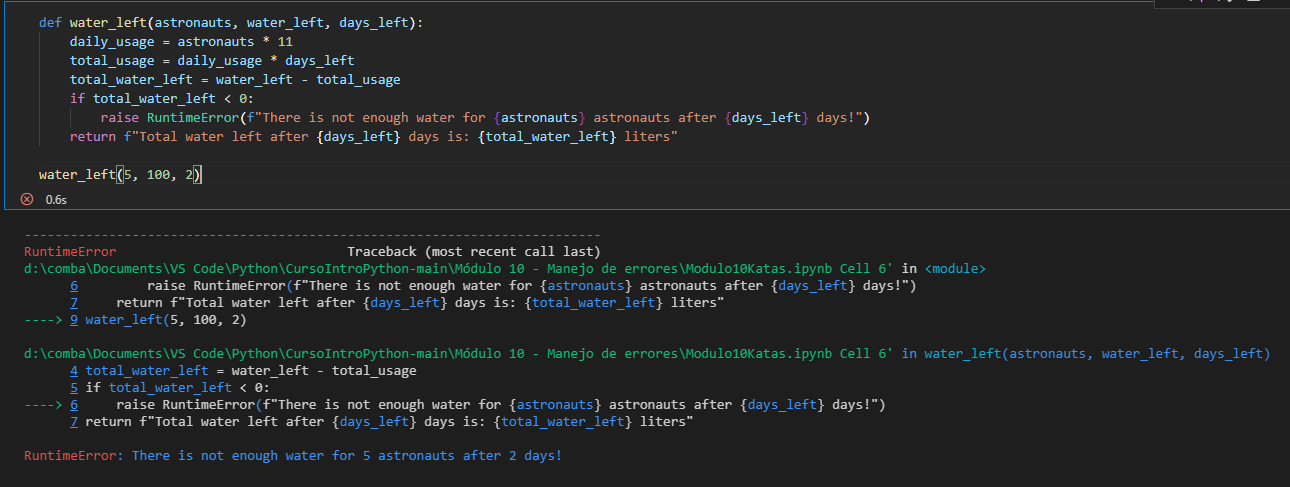 def water_left(astronauts, water_left, days_left):
    daily_usage = astronauts * 11
    total_usage = daily_usage * days_left
    total_water_left = water_left - total_usage
    if total_water_left < 0:
        raise RuntimeError(f"There is not enough water for {astronauts} astronauts after {days_left} days!")
    return f"Total water left after {days_left} days is: {total_water_left} liters"

water_left(5, 100, 2)
0.6s
---------------------------------------------------------------------------
RuntimeError                              Traceback (most recent call last)
d:\comba\Documents\VS Code\Python\CursoIntroPython-main\Módulo 10 - Manejo de errores\Modulo10Katas.ipynb Cell 6' in <module>
      6         raise RuntimeError(f"There is not enough water for {astronauts} astronauts after {days_left} days!")
      7     return f"Total water left after {days_left} days is: {total_water_left} liters"
----> 9 water_left(5, 100, 2)

d:\comba\Documents\VS Code\Python\CursoIntroPython-main\Módulo 10 - Manejo de errores\Modulo10Katas.ipynb Cell 6' in water_left(astronauts, water_left, days_left)
      4 total_water_left = water_left - total_usage
      5 if total_water_left < 0:
----> 6     raise RuntimeError(f"There is not enough water for {astronauts} astronauts after {days_left} days!")
      7 return f"Total water left after {days_left} days is: {total_water_left} liters"

RuntimeError: There is not enough water for 5 astronauts after 2 days!